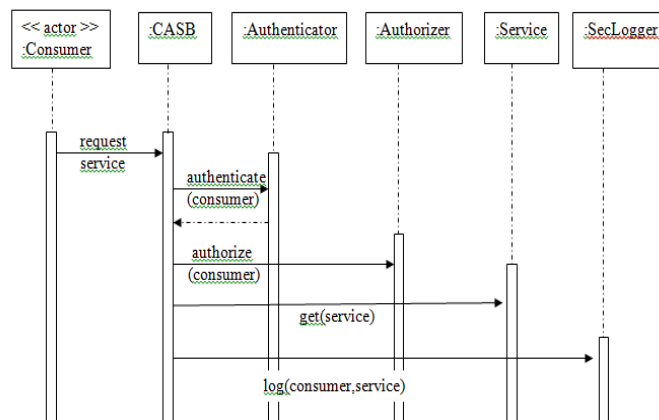 << actor >>
:Consumer
:CASB
:Authenticator
:Authorizer
:Service
:SecLogger
request
service
authenticate
(consumer)
authorize
(consumer)
get(service)
log(consumer,service)